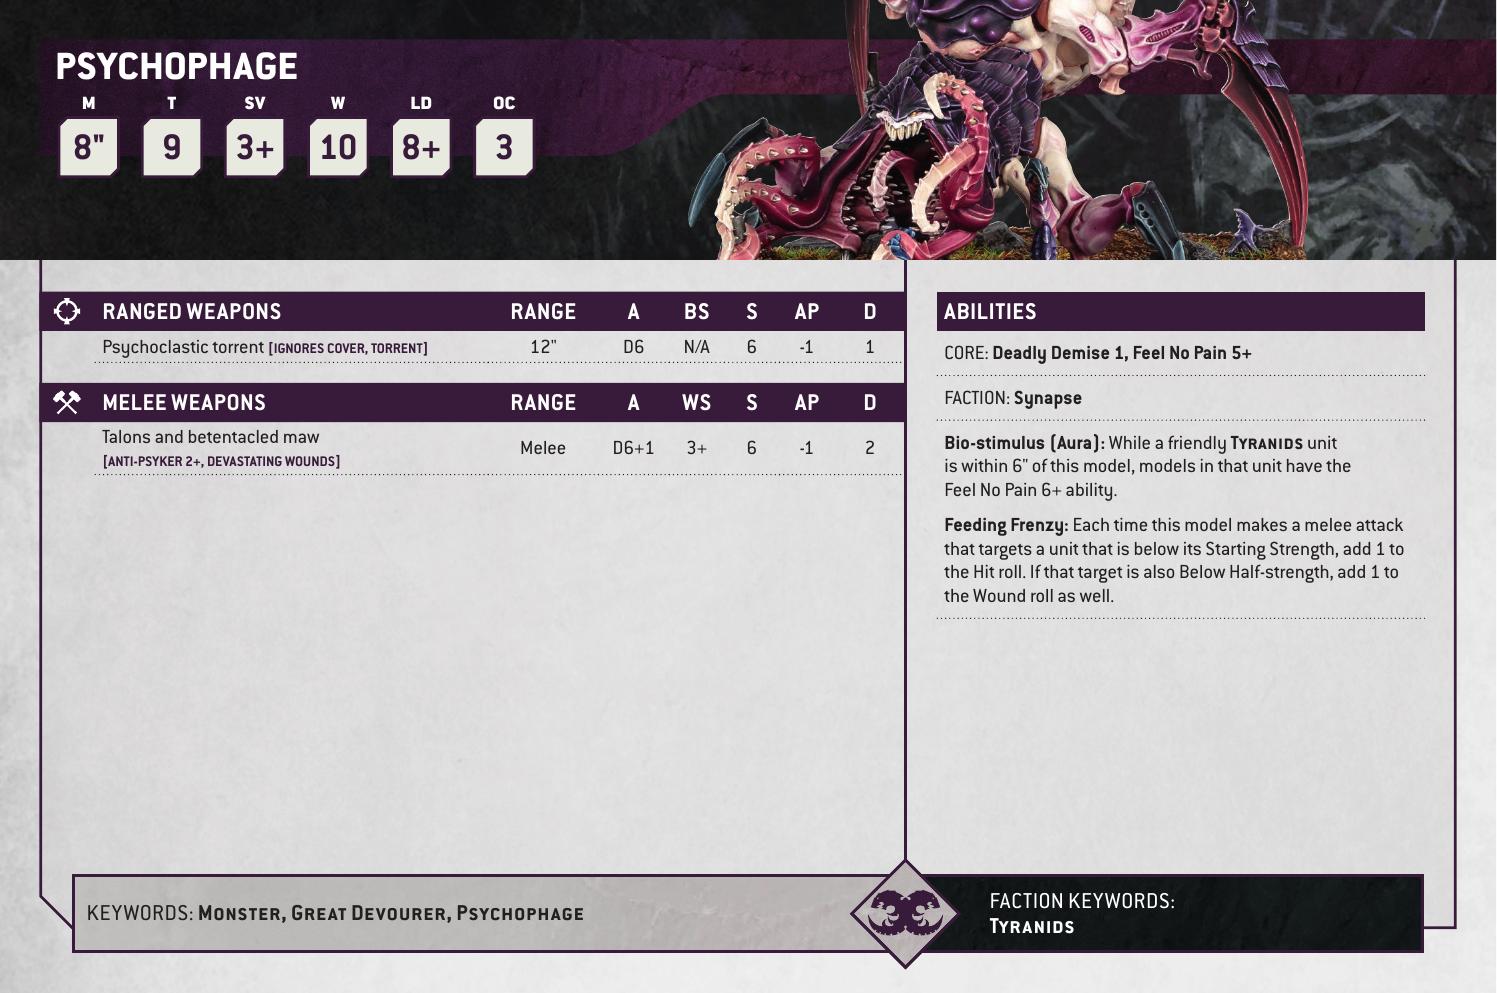 PSYCHOPHAGE
M T SV W LD OC
8" 9 3+ 10 8+ 3
RANGED WEAPONS RANGE A BS S AP D
Psychoclastic torrent [IGNORES COVER, TORRENT] 12" D6 N/A 6 -1 1
MELEE WEAPONS RANGE A WS S AP D
Talons and betentacled maw
[ANTI-PSYKER 2+, DEVASTATING WOUNDS] Melee D6+1 3+ 6 -1 2
ABILITIES
CORE: Deadly Demise 1, Feel No Pain 5+
FACTION: Synapse
Bio-stimulus (Aura): While a friendly TYRANIDS unit
is within 6" of this model, models in that unit have the
Feel No Pain 6+ ability.
Feeding Frenzy: Each time this model makes a melee attack
that targets a unit that is below its Starting Strength, add 1 to
the Hit roll. If that target is also Below Half-strength, add 1 to
the Wound roll as well.
KEYWORDS: MONSTER, GREAT DEVOURER, PSYCHOPHAGE
FACTION KEYWORDS:
TYRANIDS